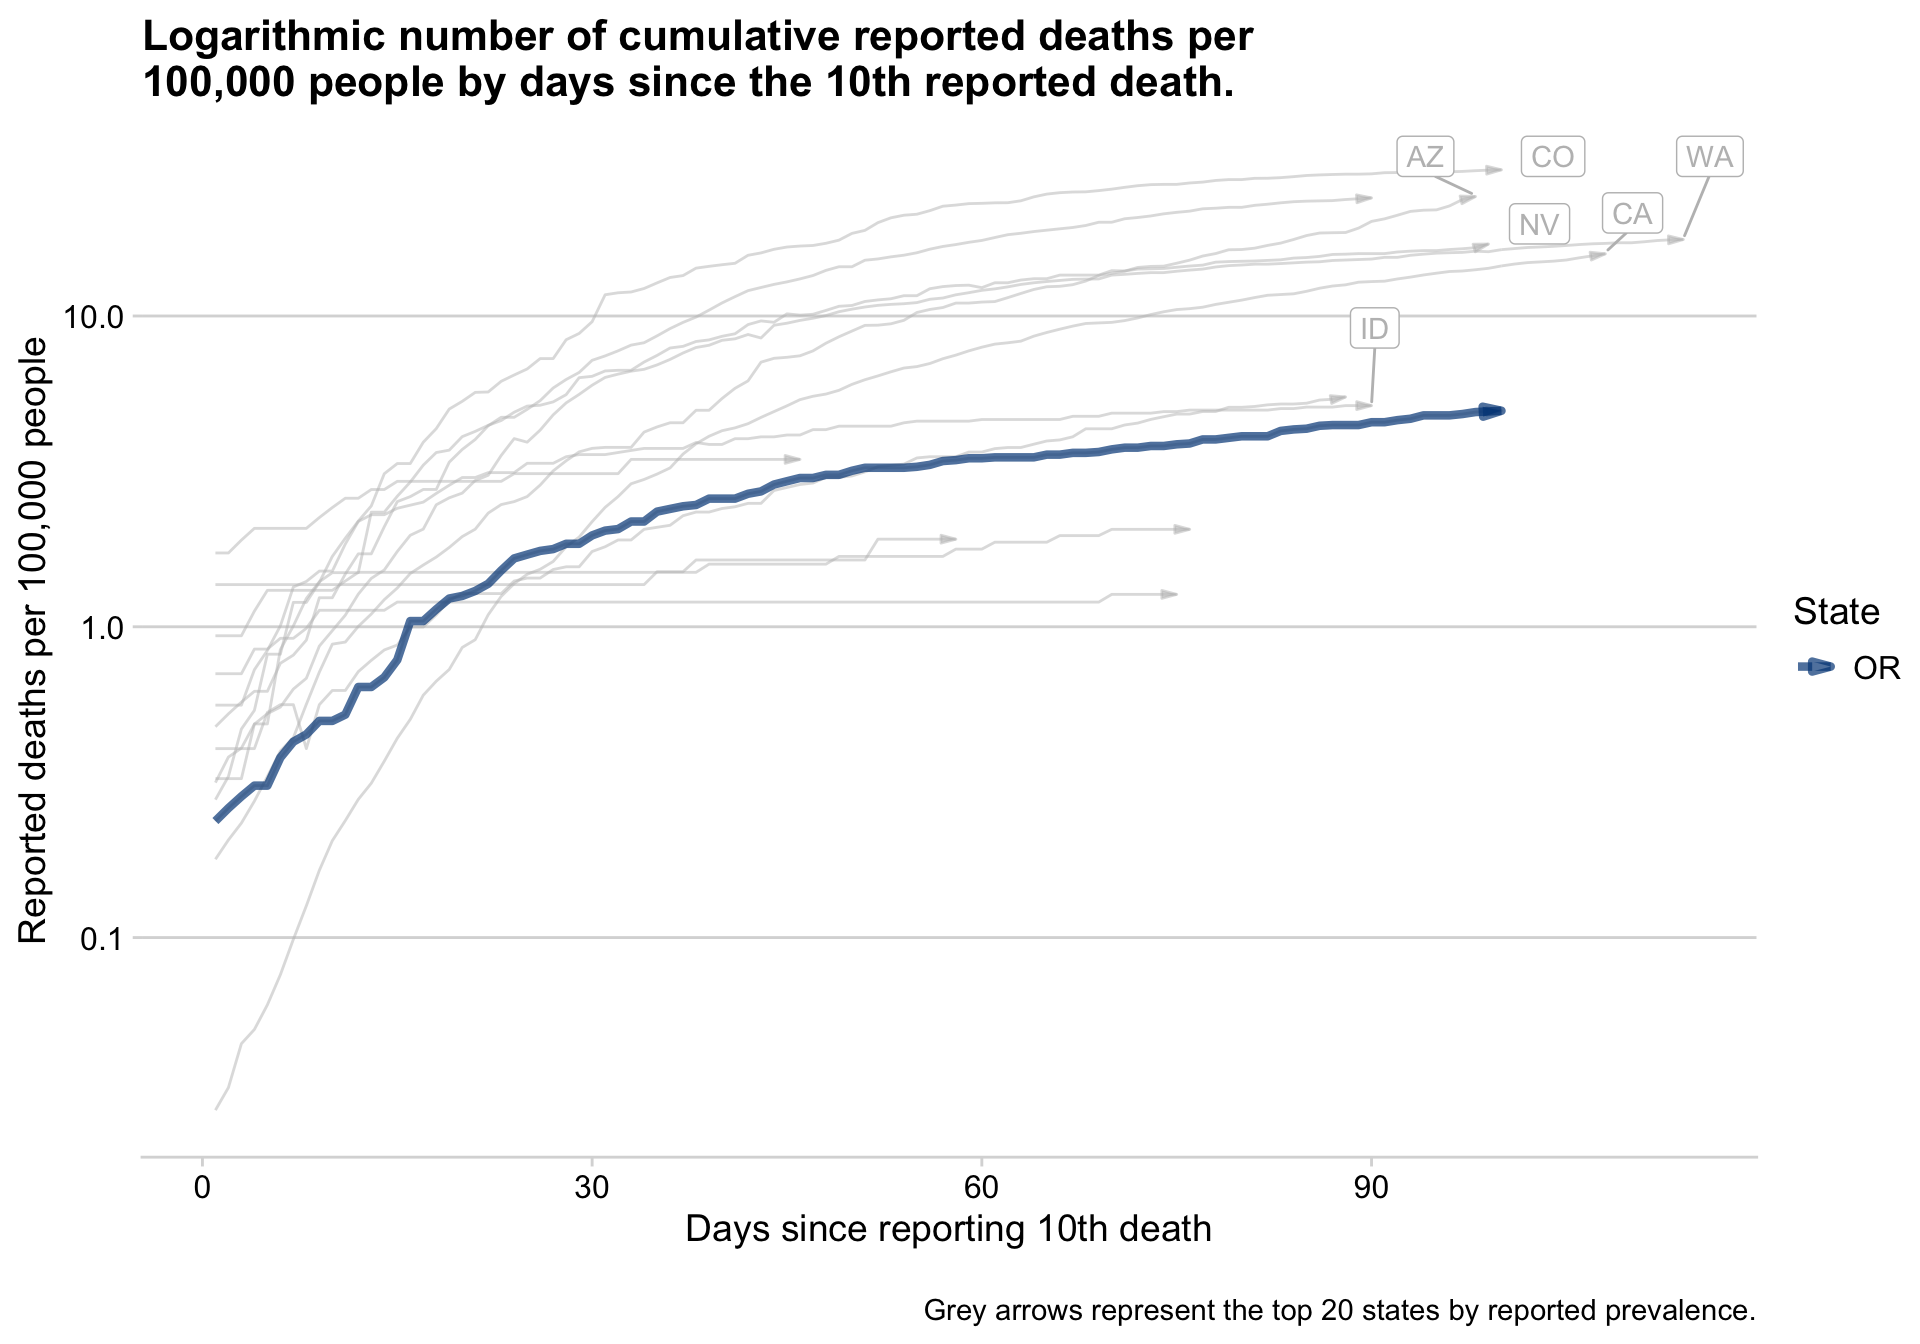 Logarithmic number of cumulative reported deaths per
100,000 people by days since the 10th reported death.
AZ
CO
WA
NV
CA
ID
10.0
1.0
0.1
Reported deaths per 100,000 people
0
30
60
90
Days since reporting 10th death
State
OR
Grey arrows represent the top 20 states by reported prevalence.